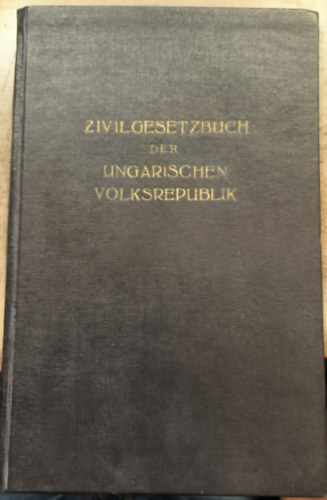 ZIVILGESETZBUCH
DER
UNGARISCHEN
VOLKSREPUBLIK